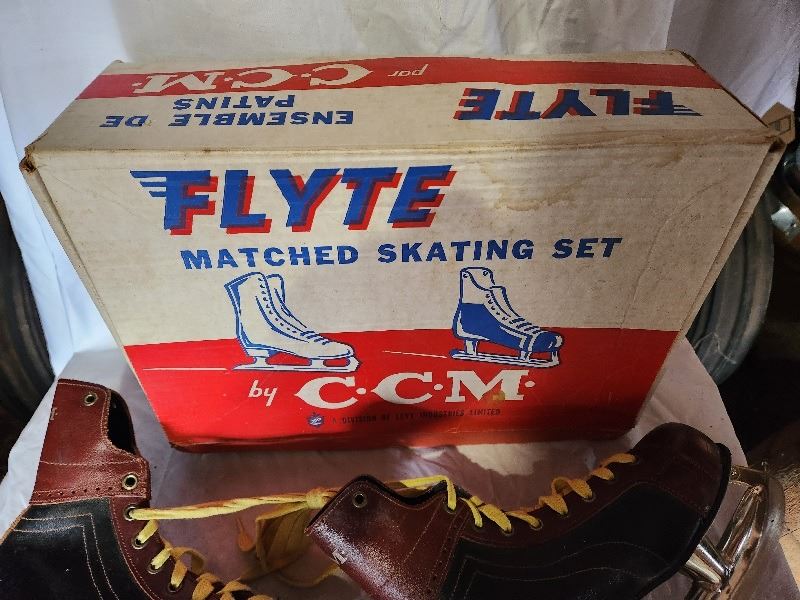 par C·C·M·
ENSEMBLE DE
PATINS
FLYTE
FLYTE
MATCHED SKATING SET
by C·C·M·
A DIVISION OF LEVY INDUSTRIES LIMITED